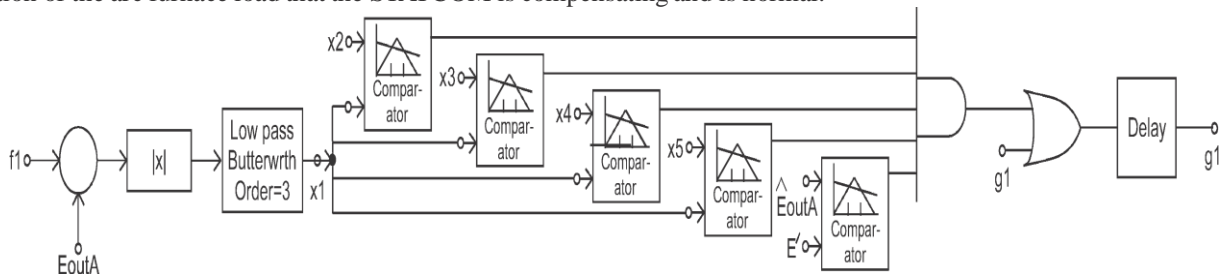 tion of the arc furnace load that the STATCOM is compensating and is normal.
f1
EoutA
|x|
Low pass
Butterwrth
Order=3
x1
x2
Compar-
ator
x3
Compar-
ator
x4
Compar-
ator
x5
Compar-
ator
^
EoutA
E'
Compar-
ator
g1
Delay
g1